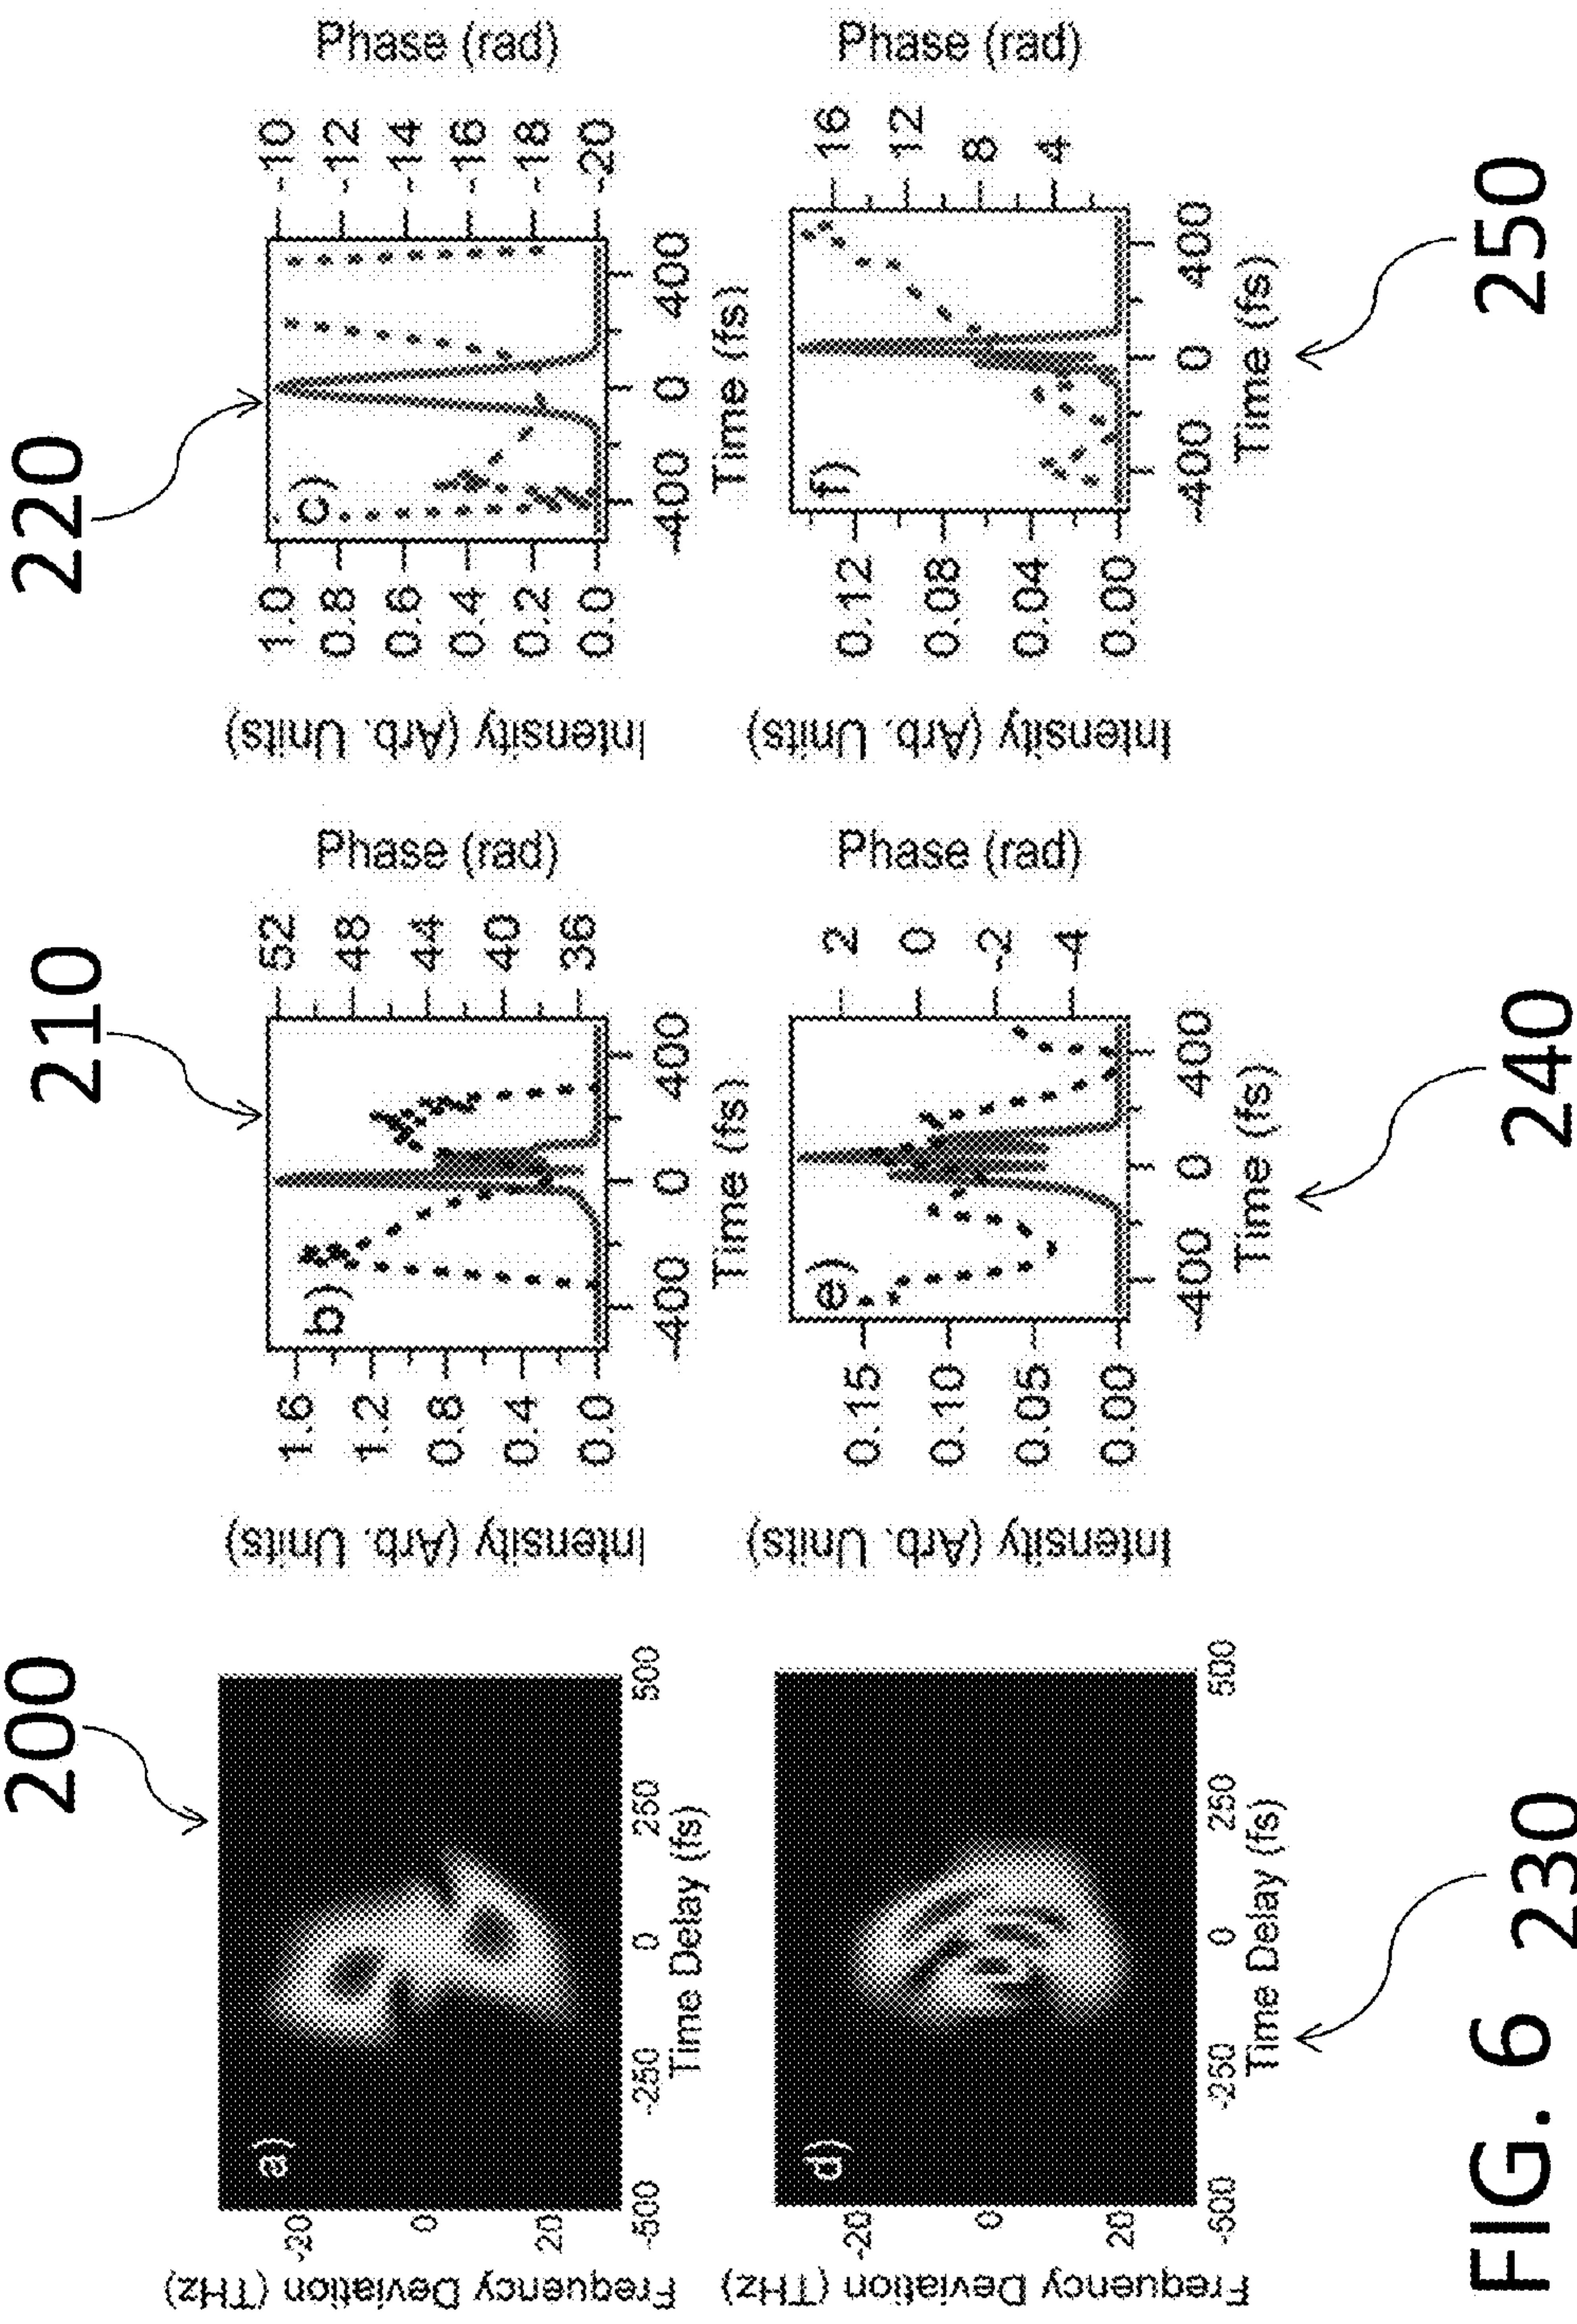 200
210
220
Frequency Deviation (THz)
-20
0
20
a)
-500 -250 0 250 500
Time Delay (fs)
Intensity (Arb. Units)
1.6
1.2
0.8
0.4
0.0
b)
52
48
44
40
36
Phase (rad)
-400 0 400
Time (fs)
Intensity (Arb. Units)
1.0
0.8
0.6
0.4
0.2
0.0
c)
-10
-12
-14
-16
-18
-20
Phase (rad)
-400 0 400
Time (fs)
Frequency Deviation (THz)
-20
0
20
d)
-500 -250 0 250 500
Time Delay (fs)
Intensity (Arb. Units)
0.15
0.10
0.05
0.00
e)
2
0
-2
-4
Phase (rad)
-400 0 400
Time (fs)
Intensity (Arb. Units)
0.12
0.08
0.04
0.00
f)
16
12
8
4
Phase (rad)
-400 0 400
Time (fs)
230
240
250
FIG. 6